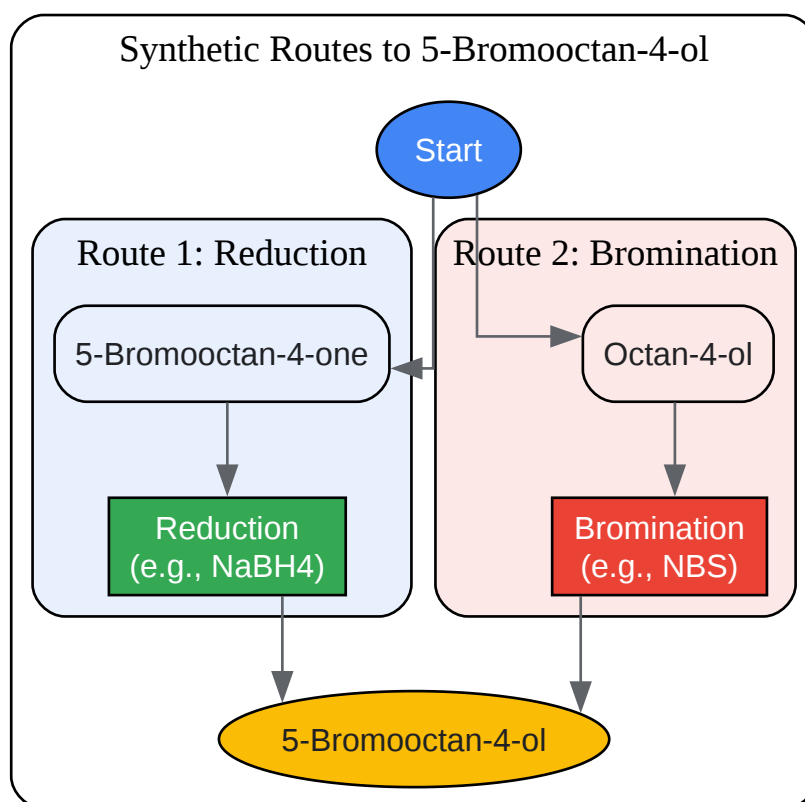 Synthetic Routes to 5-Bromooctan-4-ol
Start
Route 1: Reduction
5-Bromooctan-4-one
Reduction
(e.g., NaBH4)
Route 2: Bromination
Octan-4-ol
Bromination
(e.g., NBS)
5-Bromooctan-4-ol